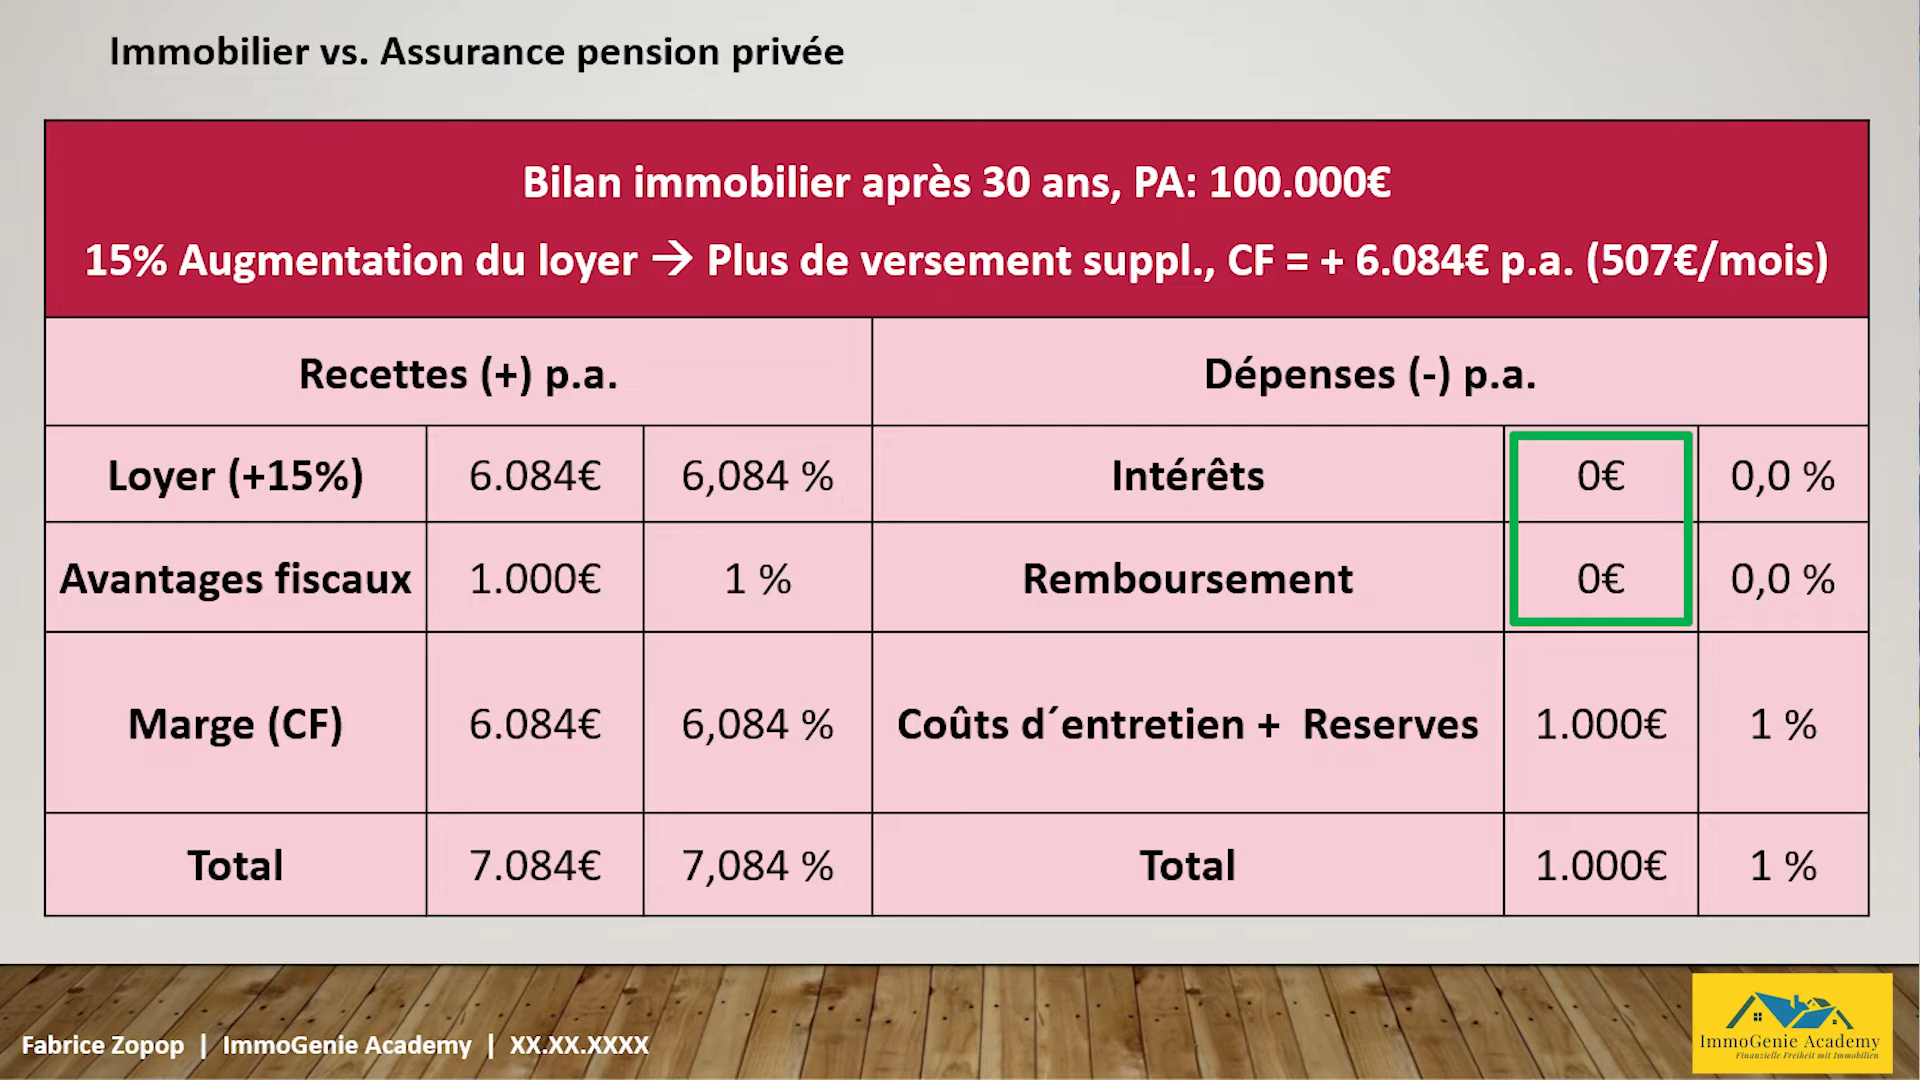 Immobilier vs. Assurance pension privée
Bilan immobilier après 30 ans, PA: 100.000€
15% Augmentation du loyer → Plus de versement suppl., CF = + 6.084€ p.a. (507€/mois)
Recettes (+) p.a. Dépenses (-) p.a.
Loyer (+15%) 6.084€ 6,084 % Intérêts 0€ 0,0 %
Avantages fiscaux 1.000€ 1 % Remboursement 0€ 0,0 %
Marge (CF) 6.084€ 6,084 % Coûts d´entretien + Reserves 1.000€ 1 %
Total 7.084€ 7,084 % Total 1.000€ 1 %
Fabrice Zopop | ImmoGenie Academy | XX.XX.XXXX
ImmoGenie Academy
Finanzielle Freiheit mit Immobilien